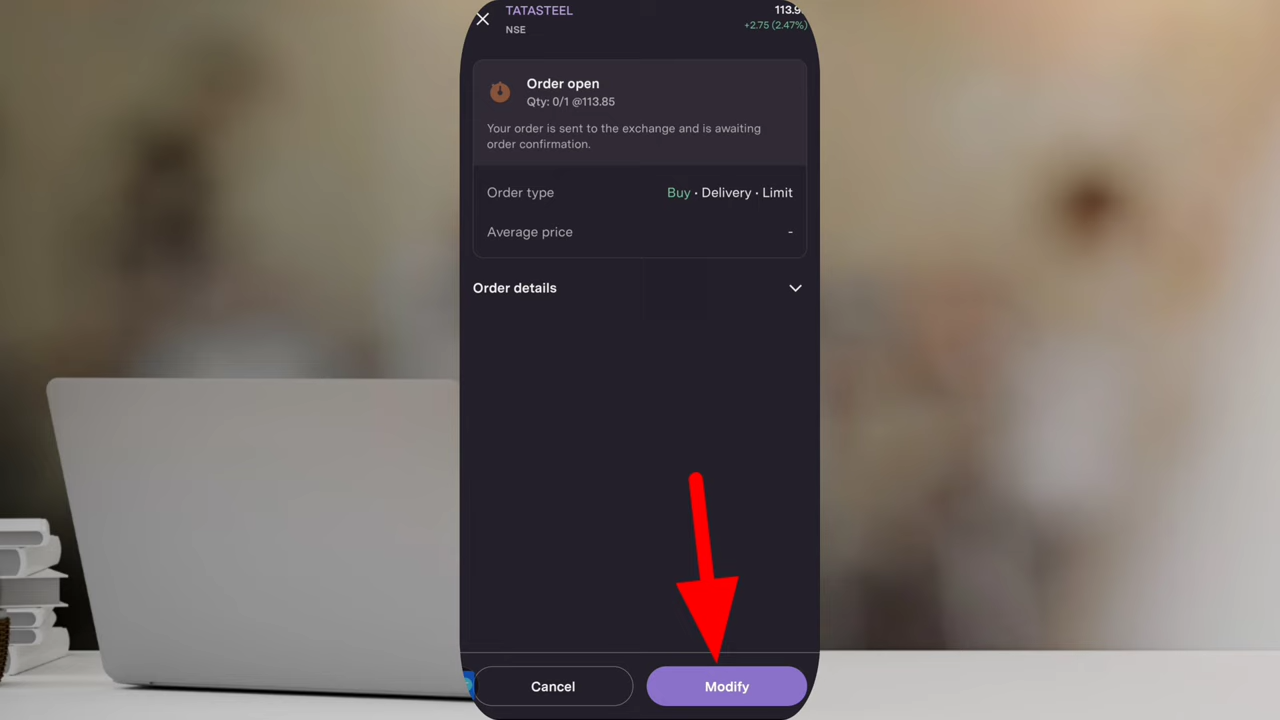 TATASTEEL
113.9
NSE
+2.75 (2.47%)
Order open
Qty: 0/1 @113.85
Your order is sent to the exchange and is awaiting
order confirmation.
Order type
Buy · Delivery · Limit
Average price
-
Order details
Cancel
Modify